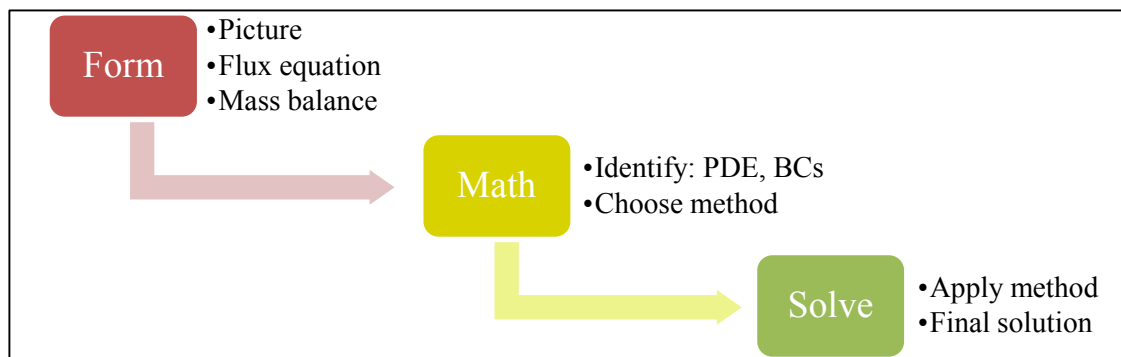 Form
•Picture
•Flux equation
•Mass balance
Math
•Identify: PDE, BCs
•Choose method
Solve
•Apply method
•Final solution